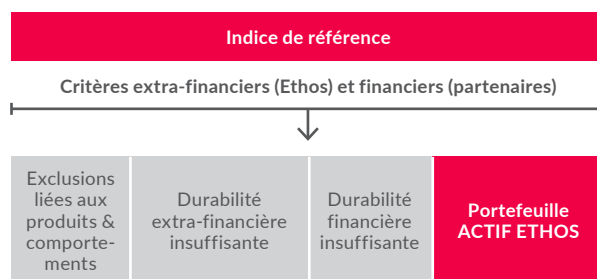 Indice de référence
Critères extra-financiers (Ethos) et financiers (partenaires)
Exclusions
liées aux
produits &
comporte-
ments
Durabilité
extra-financière
insuffisante
Durabilité
financière
insuffisante
Portefeuille
ACTIF ETHOS